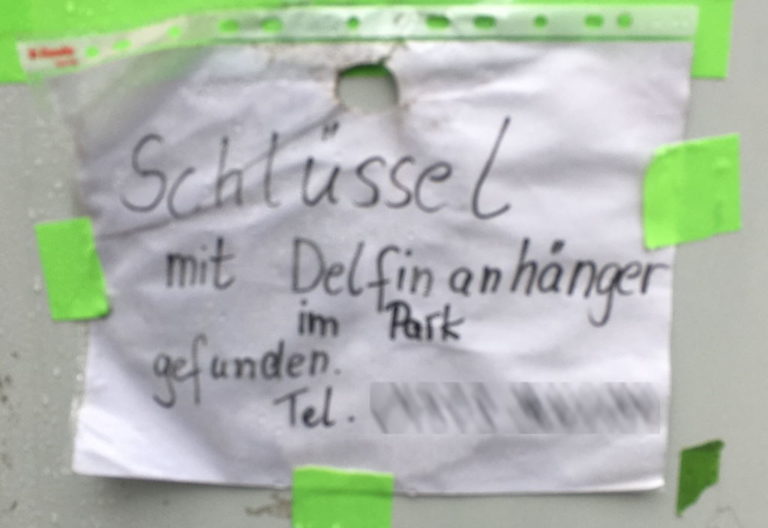 Schlüssel
mit Delfinanhänger
im Park
gefunden.
Tel.